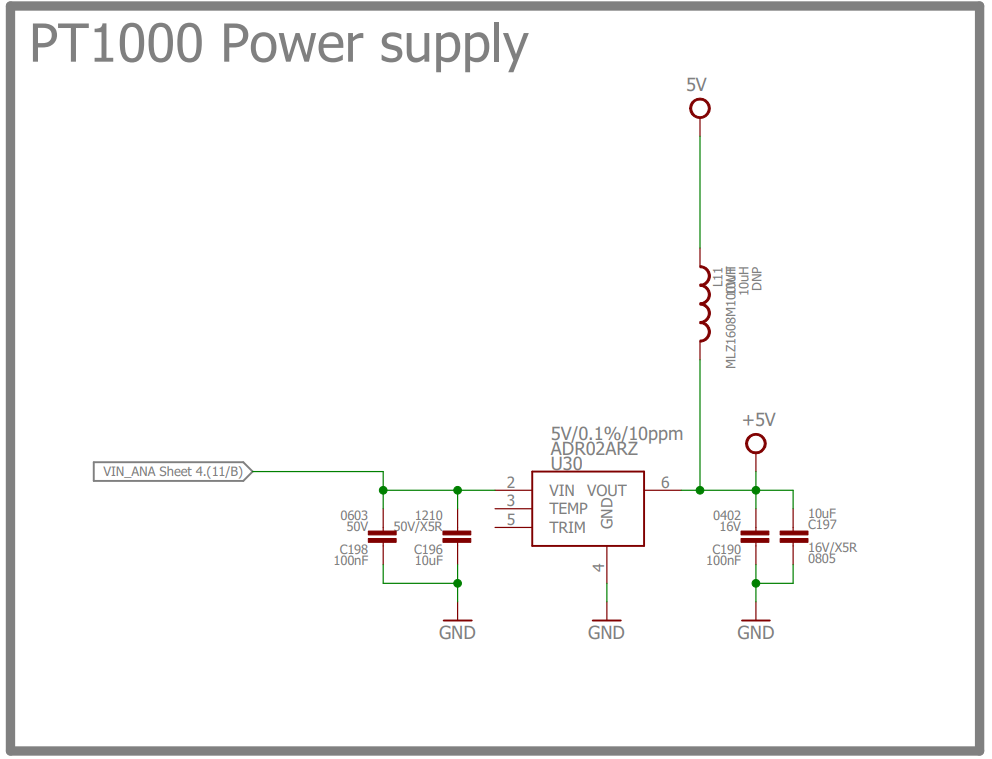 PT1000 Power supply
5V
L11
MLZ1608M100WT
10uH
10uH
DNP
+5V
5V/0.1%/10ppm
ADR02ARZ
U30
VIN_ANA Sheet 4.(11/B)
2
VIN
VOUT
6
3
TEMP
5
TRIM
GND
4
0603
50V
C198
100nF
1210
50V/X5R
C196
10uF
0402
16V
C190
100nF
10uF
C197
16V/X5R
0805
GND
GND
GND